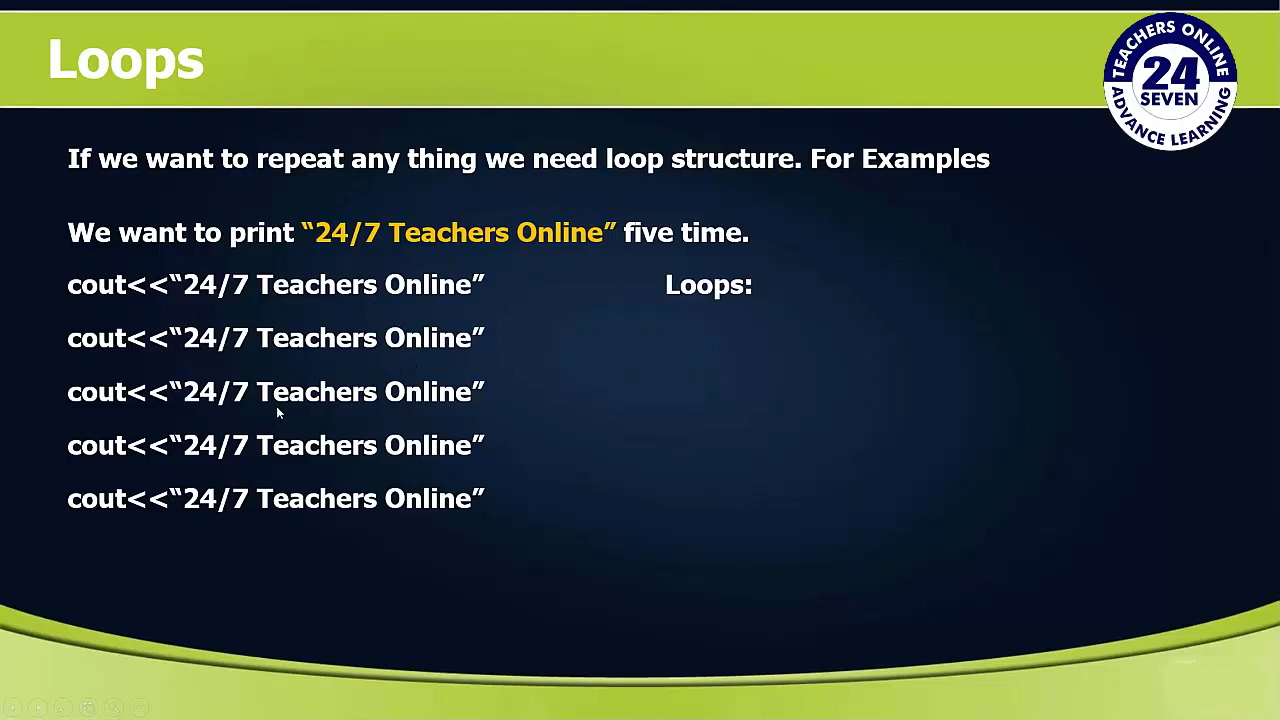 Loops
TEACHERS ONLINE
24
SEVEN
ADVANCE LEARNING
If we want to repeat any thing we need loop structure. For Examples
We want to print “24/7 Teachers Online” five time.
cout<<“24/7 Teachers Online”
Loops:
cout<<“24/7 Teachers Online”
cout<<“24/7 Teachers Online”
cout<<“24/7 Teachers Online”
cout<<“24/7 Teachers Online”